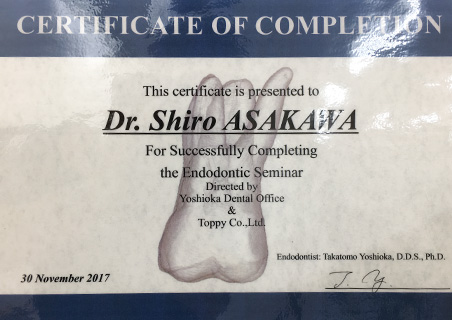 CERTIFICATE OF COMPLETION
This certificate is presented to
Dr. Shiro ASAKAWA
For Successfully Completing
the Endodontic Seminar
Directed by
Yoshioka Dental Office
&
Toppy Co.,Ltd.
Endodontist: Takatomo Yoshioka, D.D.S., Ph.D.
30 November 2017